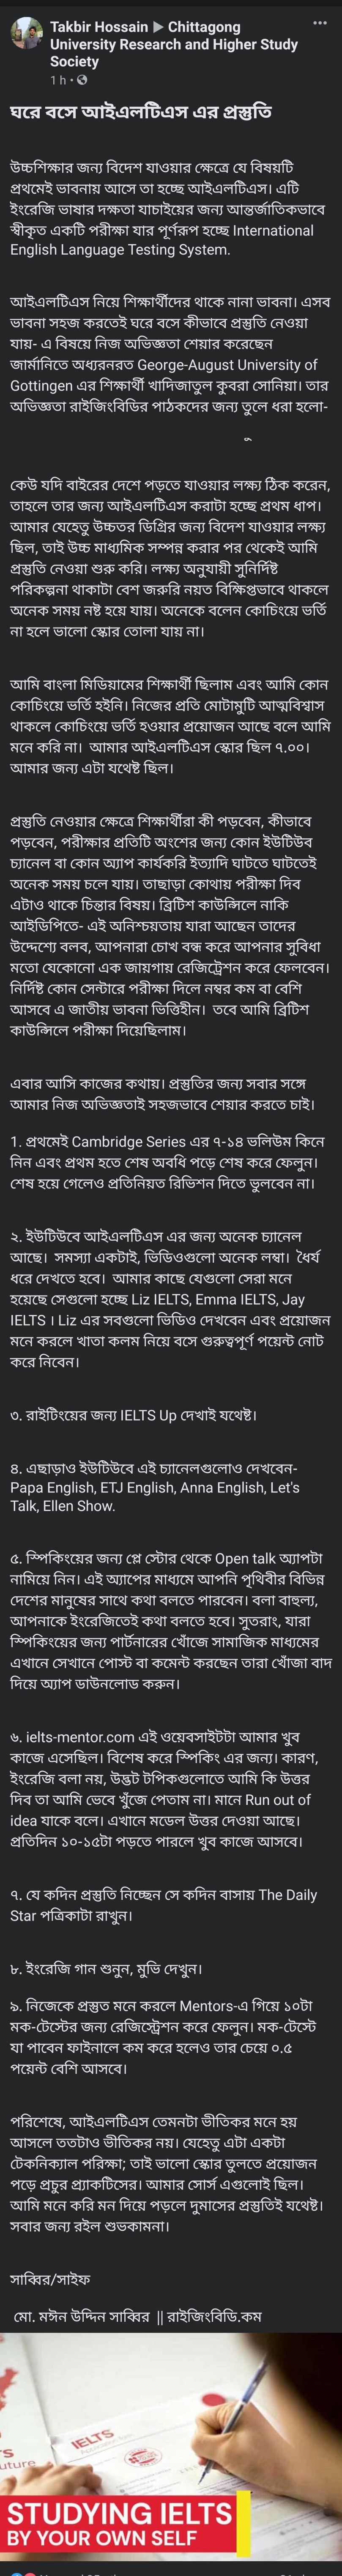 Takbir Hossain ▶ Chittagong
University Research and Higher Study
Society
1 h •
ঘরে বসে আইএলটিএস এর প্রস্তুতি
উচ্চশিক্ষার জন্য বিদেশ যাওয়ার ক্ষেত্রে যে বিষয়টি
প্রথমেই ভাবনায় আসে তা হচ্ছে আইএলটিএস। এটি
ইংরেজি ভাষার দক্ষতা যাচাইয়ের জন্য আন্তর্জাতিকভাবে
স্বীকৃত একটি পরীক্ষা যার পূর্ণরূপ হচ্ছে International
English Language Testing System.
আইএলটিএস নিয়ে শিক্ষার্থীদের থাকে নানা ভাবনা। এসব
ভাবনা সহজ করতেই ঘরে বসে কীভাবে প্রস্তুতি নেওয়া
যায়- এ বিষয়ে নিজ অভিজ্ঞতা শেয়ার করেছেন
জার্মানিতে অধ্যরনরত George-August University of
Gottingen এর শিক্ষার্থী খাদিজাতুল কুবরা সোনিয়া। তার
অভিজ্ঞতা রাইজিংবিডির পাঠকদের জন্য তুলে ধরা হলো-
কেউ যদি বাইরের দেশে পড়তে যাওয়ার লক্ষ্য ঠিক করেন,
তাহলে তার জন্য আইএলটিএস করাটা হচ্ছে প্রথম ধাপ।
আমার যেহেতু উচ্চতর ডিগ্রির জন্য বিদেশ যাওয়ার লক্ষ্য
ছিল, তাই উচ্চ মাধ্যমিক সম্পন্ন করার পর থেকেই আমি
প্রস্তুতি নেওয়া শুরু করি। লক্ষ্য অনুযায়ী সুনির্দিষ্ট
পরিকল্পনা থাকাটা বেশ জরুরি নয়ত বিক্ষিপ্তভাবে থাকলে
অনেক সময় নষ্ট হয়ে যায়। অনেকে বলেন কোচিংয়ে ভর্তি
না হলে ভালো স্কোর তোলা যায় না।
আমি বাংলা মিডিয়ামের শিক্ষার্থী ছিলাম এবং আমি কোন
কোচিংয়ে ভর্তি হইনি। নিজের প্রতি মোটামুটি আত্মবিশ্বাস
থাকলে কোচিংয়ে ভর্তি হওয়ার প্রয়োজন আছে বলে আমি
মনে করি না। আমার আইএলটিএস স্কোর ছিল ৭.০০।
আমার জন্য এটা যথেষ্ট ছিল।
প্রস্তুতি নেওয়ার ক্ষেত্রে শিক্ষার্থীরা কী পড়বেন, কীভাবে
পড়বেন, পরীক্ষার প্রতিটি অংশের জন্য কোন ইউটিউব
চ্যানেল বা কোন অ্যাপ কার্যকরি ইত্যাদি ঘাটতে ঘাটতেই
অনেক সময় চলে যায়। তাছাড়া কোথায় পরীক্ষা দিব
এটাও থাকে চিন্তার বিষয়। ব্রিটিশ কাউন্সিলে নাকি
আইডিপিতে- এই অনিশ্চয়তায় যারা আছেন তাদের
উদ্দেশ্যে বলব, আপনারা চোখ বন্ধ করে আপনার সুবিধা
মতো যেকোনো এক জায়গায় রেজিট্রেশন করে ফেলবেন।
নির্দিষ্ট কোন সেন্টারে পরীক্ষা দিলে নম্বর কম বা বেশি
আসবে এ জাতীয় ভাবনা ভিত্তিহীন। তবে আমি ব্রিটিশ
কাউন্সিলে পরীক্ষা দিয়েছিলাম।
এবার আসি কাজের কথায়। প্রস্তুতির জন্য সবার সঙ্গে
আমার নিজ অভিজ্ঞতাই সহজভাবে শেয়ার করতে চাই।
1. প্রথমেই Cambridge Series এর ৭-১৪ ভলিউম কিনে
নিন এবং প্রথম হতে শেষ অবধি পড়ে শেষ করে ফেলুন।
শেষ হয়ে গেলেও প্রতিনিয়ত রিভিশন দিতে ভুলবেন না।
২. ইউটিউবে আইএলটিএস এর জন্য অনেক চ্যানেল
আছে। সমস্যা একটাই, ভিডিওগুলো অনেক লম্বা। ধৈর্য
ধরে দেখতে হবে। আমার কাছে যেগুলো সেরা মনে
হয়েছে সেগুলো হচ্ছে Liz IELTS, Emma IELTS, Jay
IELTS । Liz এর সবগুলো ভিডিও দেখবেন এবং প্রয়োজন
মনে করলে খাতা কলম নিয়ে বসে গুরুত্বপূর্ণ পয়েন্ট নোট
করে নিবেন।
৩. রাইটিংয়ের জন্য IELTS Up দেখাই যথেষ্ট।
৪. এছাড়াও ইউটিউবে এই চ্যানেলগুলোও দেখবেন-
Papa English, ETJ English, Anna English, Let's
Talk, Ellen Show.
৫. স্পিকিংয়ের জন্য প্লে স্টোর থেকে Open talk অ্যাপটা
নামিয়ে নিন। এই অ্যাপের মাধ্যমে আপনি পৃথিবীর বিভিন্ন
দেশের মানুষের সাথে কথা বলতে পারবেন। বলা বাহুল্য,
আপনাকে ইংরেজিতেই কথা বলতে হবে। সুতরাং, যারা
স্পিকিংয়ের জন্য পার্টনারের খোঁজে সামাজিক মাধ্যমের
এখানে সেখানে পোস্ট বা কমেন্ট করছেন তারা খোঁজা বাদ
দিয়ে অ্যাপ ডাউনলোড করুন।
৬. ielts-mentor.com এই ওয়েবসাইটটা আমার খুব
কাজে এসেছিল। বিশেষ করে স্পিকিং এর জন্য। কারণ,
ইংরেজি বলা নয়, উদ্ভট টপিকগুলোতে আমি কি উত্তর
দিব তা আমি ভেবে খুঁজে পেতাম না। মানে Run out of
idea যাকে বলে। এখানে মডেল উত্তর দেওয়া আছে।
প্রতিদিন ১০-১৫টা পড়তে পারলে খুব কাজে আসবে।
৭. যে কদিন প্রস্তুতি নিচ্ছেন সে কদিন বাসায় The Daily
Star পত্রিকাটা রাখুন।
৮. ইংরেজি গান শুনুন, মুভি দেখুন।
৯. নিজেকে প্রস্তুত মনে করলে Mentors-এ গিয়ে ১০টা
মক-টেস্টের জন্য রেজিস্ট্রেশন করে ফেলুন। মক-টেস্টে
যা পাবেন ফাইনালে কম করে হলেও তার চেয়ে ০.৫
পয়েন্ট বেশি আসবে।
পরিশেষে, আইএলটিএস তেমনটা ভীতিকর মনে হয়
আসলে ততটাও ভীতিকর নয়। যেহেতু এটা একটা
টেকনিক্যাল পরিক্ষা; তাই ভালো স্কোর তুলতে প্রয়োজন
পড়ে প্রচুর প্র্যাকটিসের। আমার সোর্স এগুলোই ছিল।
আমি মনে করি মন দিয়ে পড়লে দুমাসের প্রস্তুতিই যথেষ্ট।
সবার জন্য রইল শুভকামনা।
সাব্বির/সাইফ
মো. মঈন উদ্দিন সাব্বির || রাইজিংবিডি.কম
IELTS
STUDYING IELTS
BY YOUR OWN SELF